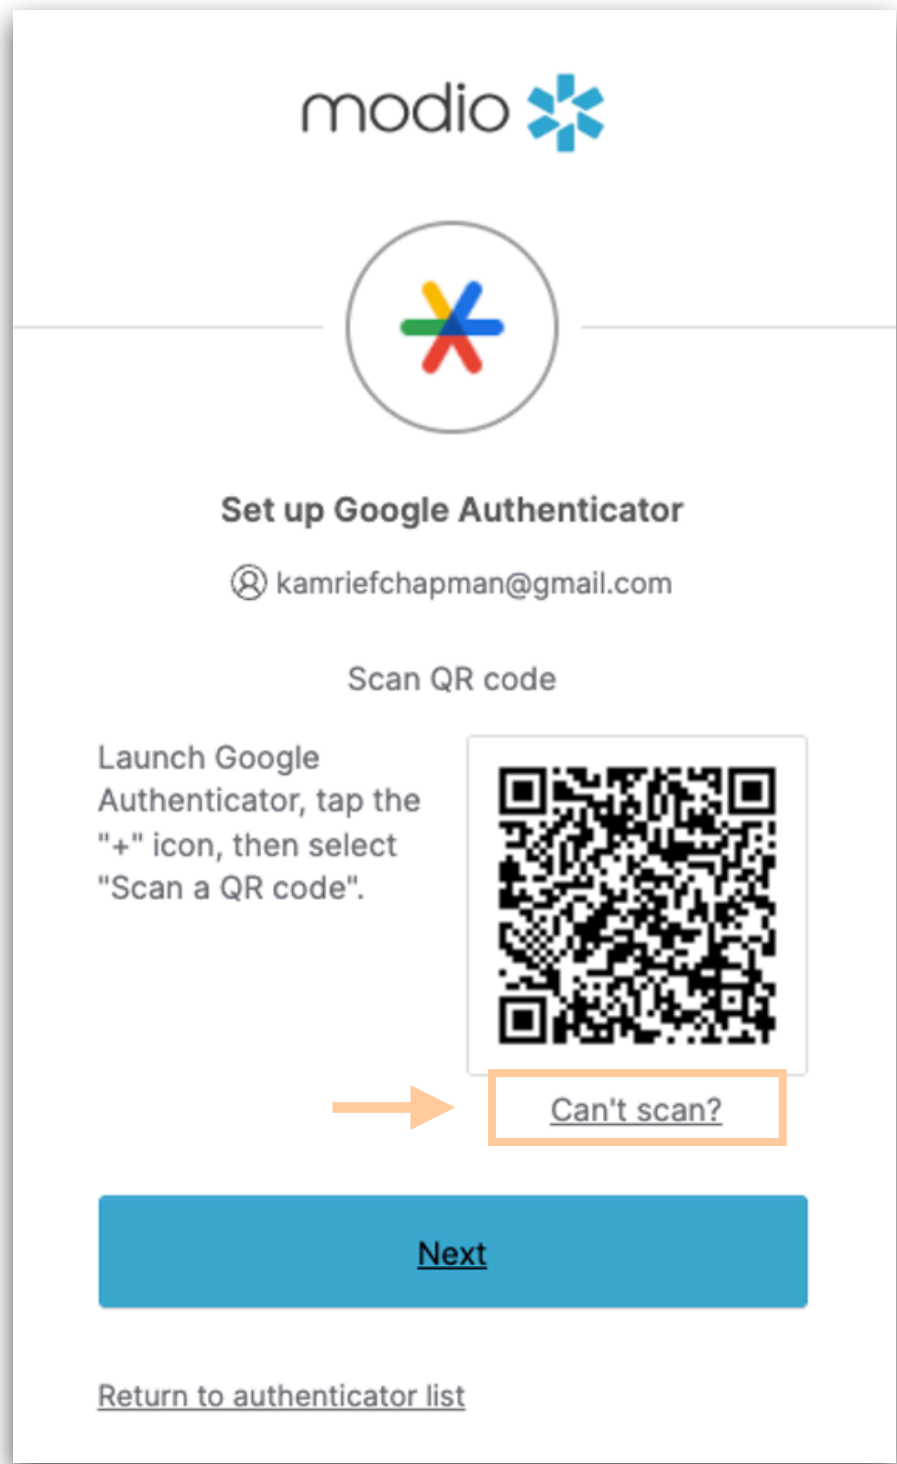 modio
Set up Google Authenticator
kamriefchapman@gmail.com
Scan QR code
Launch Google
Authenticator, tap the
"+" icon, then select
"Scan a QR code".
Can't scan?
Next
Return to authenticator list